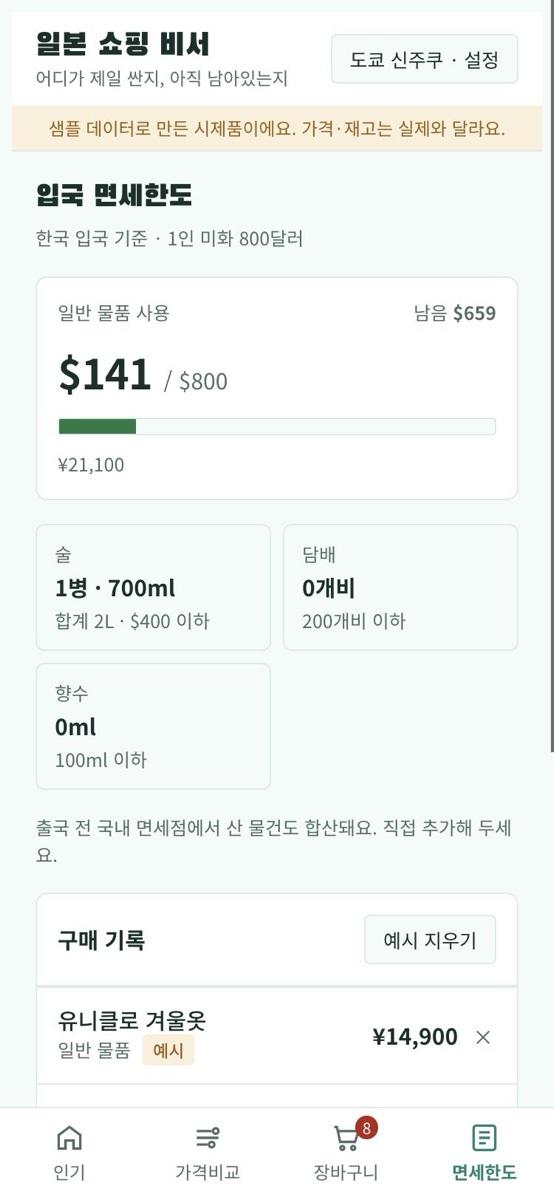 일본 쇼핑 비서
어디가 제일 싼지, 아직 남아있는지
도쿄 신주쿠 · 설정
샘플 데이터로 만든 시제품이에요. 가격·재고는 실제와 달라요.
입국 면세한도
한국 입국 기준 · 1인 미화 800달러
일반 물품 사용
남음 $659
$141 / $800
¥21,100
술
1병 · 700ml
합계 2L · $400 이하
담배
0개비
200개비 이하
향수
0ml
100ml 이하
출국 전 국내 면세점에서 산 물건도 합산돼요. 직접 추가해 두세
요.
구매 기록
예시 지우기
유니클로 겨울옷
일반 물품 예시
¥14,900 ×
8
인기
가격비교
장바구니
면세한도